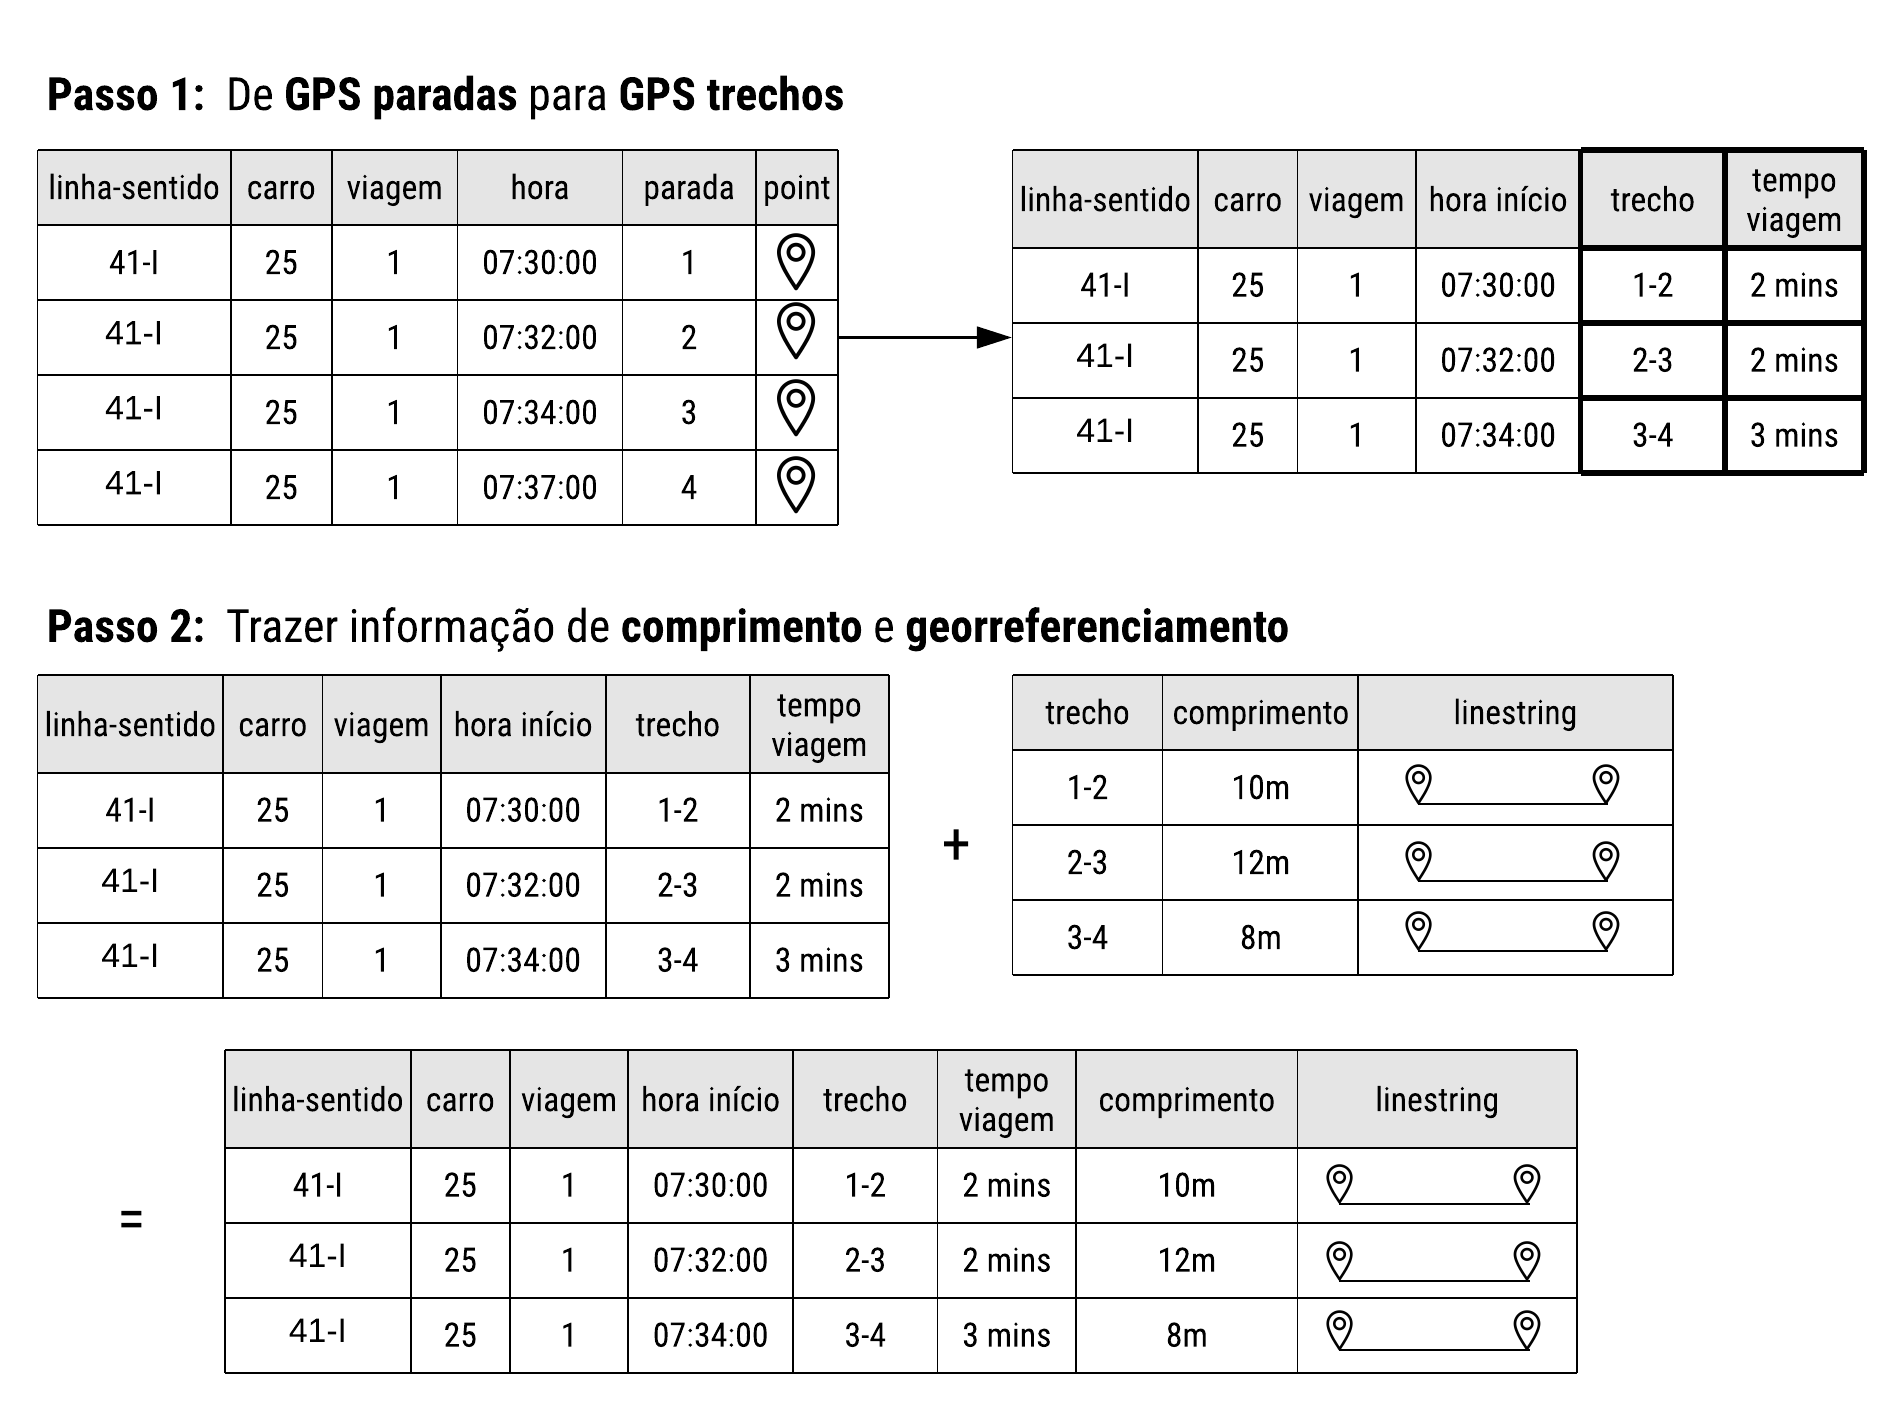 Passo 1: De GPS paradas para GPS trechos
linha-sentido carro viagem hora parada point
41-I 25 1 07:30:00 1
41-I 25 1 07:32:00 2
41-I 25 1 07:34:00 3
41-I 25 1 07:37:00 4
linha-sentido carro viagem hora início trecho tempo viagem
41-I 25 1 07:30:00 1-2 2 mins
41-I 25 1 07:32:00 2-3 2 mins
41-I 25 1 07:34:00 3-4 3 mins
Passo 2: Trazer informação de comprimento e georreferenciamento
linha-sentido carro viagem hora início trecho tempo viagem
41-I 25 1 07:30:00 1-2 2 mins
41-I 25 1 07:32:00 2-3 2 mins
41-I 25 1 07:34:00 3-4 3 mins
+
trecho comprimento linestring
1-2 10m
2-3 12m
3-4 8m
=
linha-sentido carro viagem hora início trecho tempo viagem comprimento linestring
41-I 25 1 07:30:00 1-2 2 mins 10m
41-I 25 1 07:32:00 2-3 2 mins 12m
41-I 25 1 07:34:00 3-4 3 mins 8m